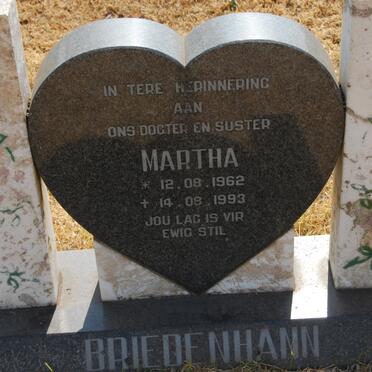 IN TERE HERINNERING
AAN
ONS DOGTER EN SUSTER
MARTHA
* 12.08.1962
+ 14.08.1993
JOU LAG IS VIR
EWIG STIL
BRIEDENHANN